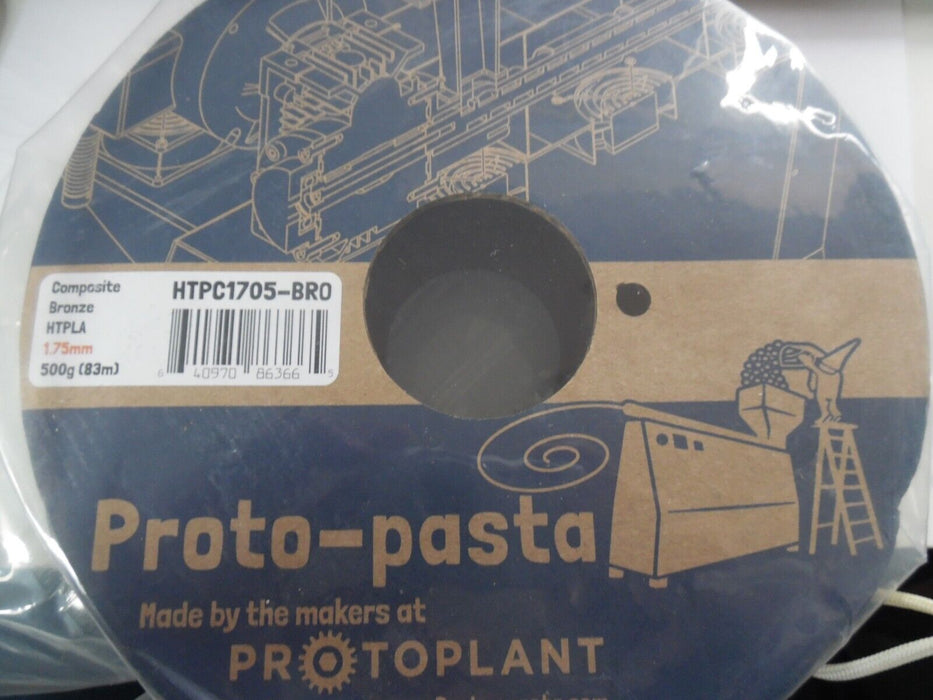 Composite
Bronze
HTPLA
1.75mm
500g (83m)
HTPC1705-BRO
6 40970 86366 5
Proto-pasta
Made by the makers at
PROTOPLANT